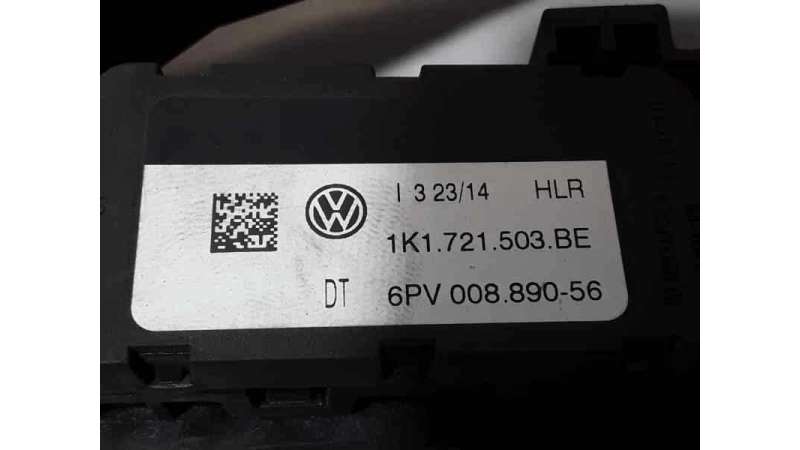 I 3 23/14 HLR
1K1.721.503.BE
DT 6PV 008.890-56